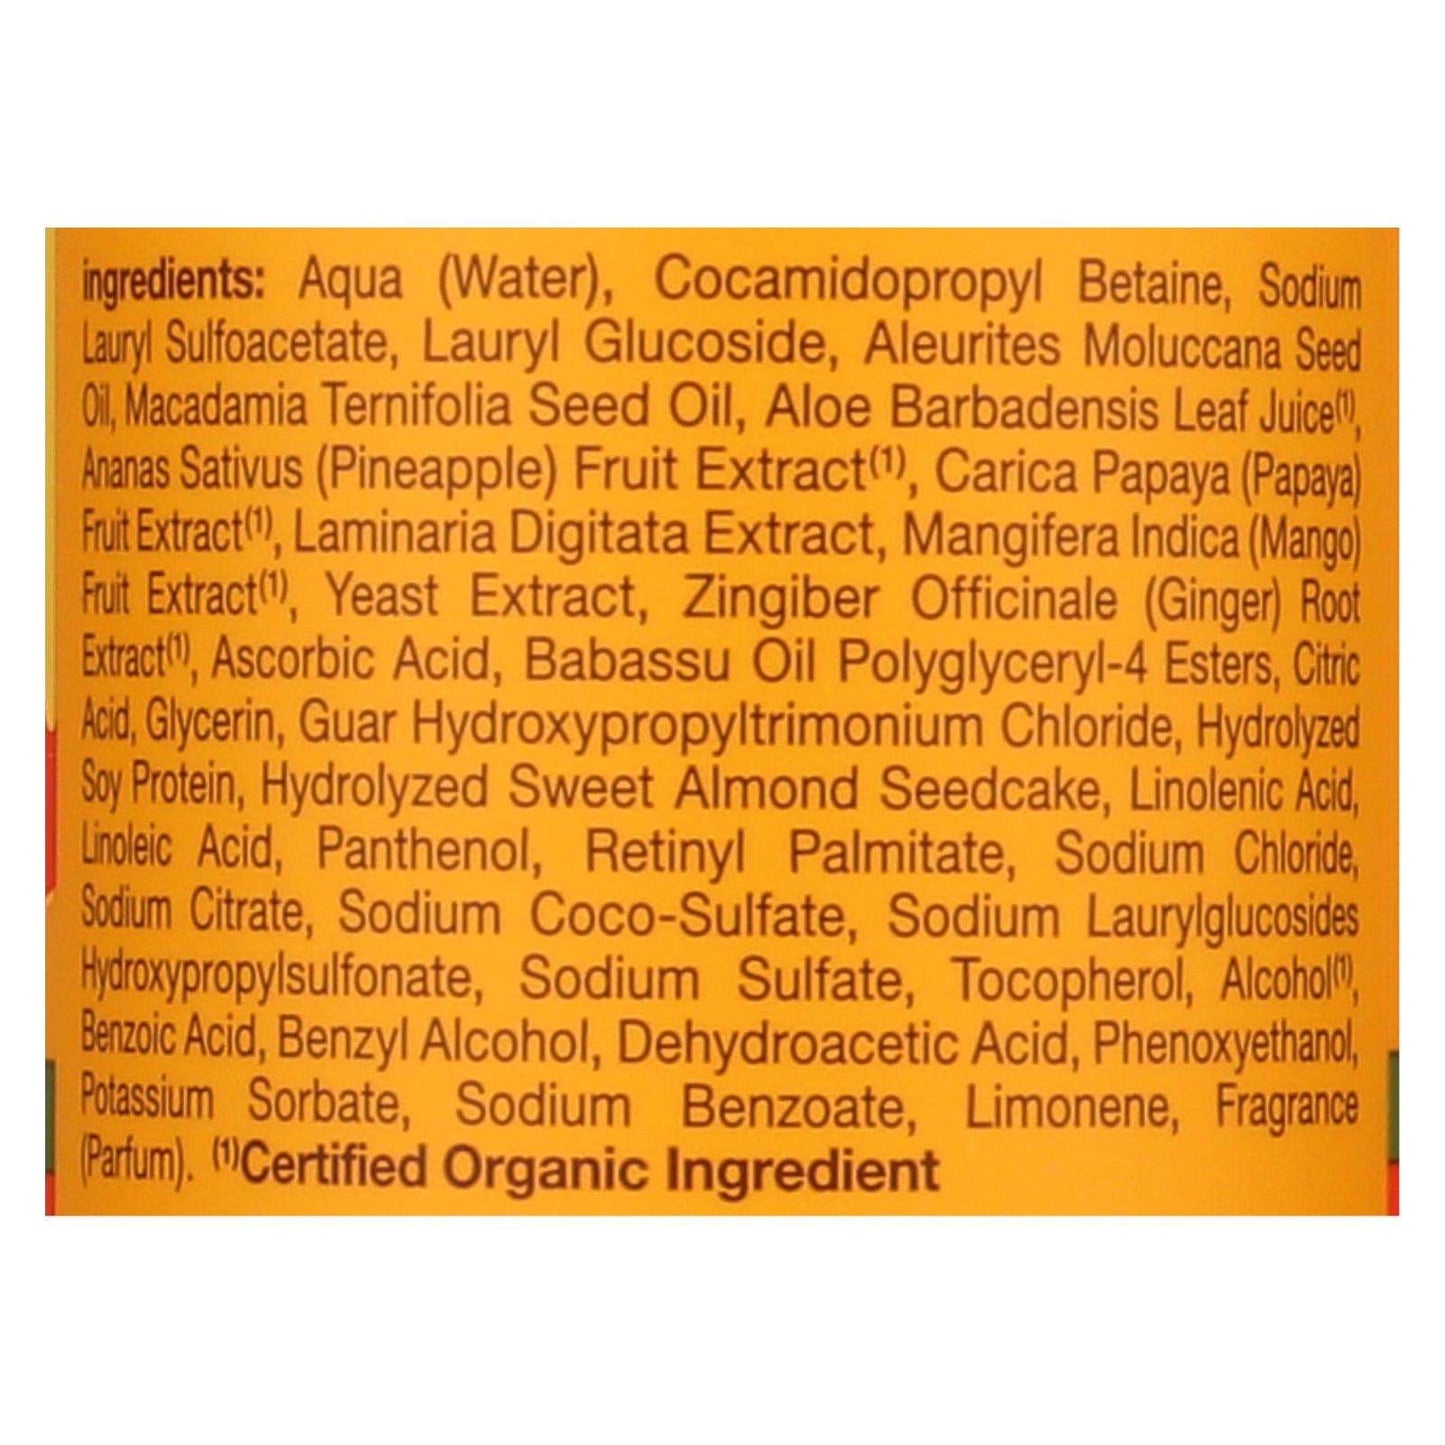 ingredients: Aqua (Water), Cocamidopropyl Betaine, Sodium
Lauryl Sulfoacetate, Lauryl Glucoside, Aleurites Moluccana Seed
Oil, Macadamia Ternifolia Seed Oil, Aloe Barbadensis Leaf Juice⁽¹⁾,
Ananas Sativus (Pineapple) Fruit Extract⁽¹⁾, Carica Papaya (Papaya)
Fruit Extract⁽¹⁾, Laminaria Digitata Extract, Mangifera Indica (Mango)
Fruit Extract⁽¹⁾, Yeast Extract, Zingiber Officinale (Ginger) Root
Extract⁽¹⁾, Ascorbic Acid, Babassu Oil Polyglyceryl-4 Esters, Citric
Acid, Glycerin, Guar Hydroxypropyltrimonium Chloride, Hydrolyzed
Soy Protein, Hydrolyzed Sweet Almond Seedcake, Linolenic Acid,
Linoleic Acid, Panthenol, Retinyl Palmitate, Sodium Chloride,
Sodium Citrate, Sodium Coco-Sulfate, Sodium Laurylglucosides
Hydroxypropylsulfonate, Sodium Sulfate, Tocopherol, Alcohol⁽¹⁾,
Benzoic Acid, Benzyl Alcohol, Dehydroacetic Acid, Phenoxyethanol,
Potassium Sorbate, Sodium Benzoate, Limonene, Fragrance
(Parfum). ⁽¹⁾Certified Organic Ingredient